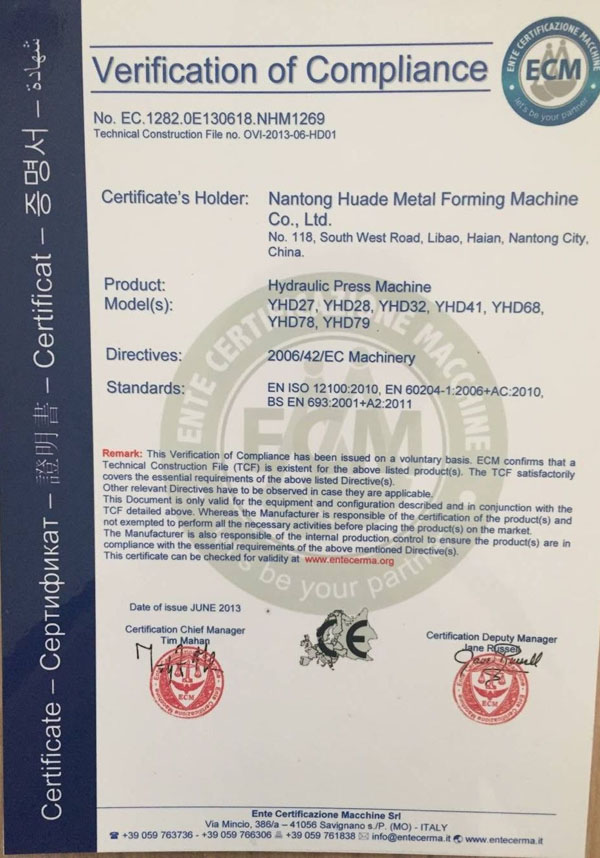 Certificate – Сертификат – 證明書 – Certificat – 증명서 – شهادة
ENTE CERTIFICAZIONE MACCHINE
ECM
let's be your partner
Verification of Compliance
No. EC.1282.0E130618.NHM1269
Technical Construction File no. OVI-2013-06-HD01
Certificate's Holder: Nantong Huade Metal Forming Machine
Co., Ltd.
No. 118, South West Road, Libao, Haian, Nantong City,
China.
Product: Hydraulic Press Machine
Model(s): YHD27, YHD28, YHD32, YHD41, YHD68,
YHD78, YHD79
Directives: 2006/42/EC Machinery
Standards: EN ISO 12100:2010, EN 60204-1:2006+AC:2010,
BS EN 693:2001+A2:2011
ENTE CERTIFICAZIONE MACCHINE
ECM
be your partner
Remark: This Verification of Compliance has been issued on a voluntary basis. ECM confirms that a
Technical Construction File (TCF) is existent for the above listed product(s). The TCF satisfactorily
covers the essential requirements of the above listed Directive(s).
Other relevant Directives have to be observed in case they are applicable.
This Document is only valid for the equipment and configuration described and in conjunction with the
TCF detailed above. Whereas the Manufacturer is responsible of the certification of the product(s) and
not exempted to perform all the necessary activities before placing the product(s) on the market.
The Manufacturer is also responsible of the internal production control to ensure the product(s) are in
compliance with the essential requirements of the above mentioned Directive(s).
This certificate can be checked for validity at www.entecerma.org
Date of issue JUNE 2013
Certification Chief Manager
Tim Mahan
ECM
CE
Certification Deputy Manager
Jane Russell
ECM
Ente Certificazione Macchine Srl
Via Mincio, 386/a – 41056 Savignano s./P. (MO) - ITALY
☎ +39 059 763736 - +39 059 766306 +39 059 761838 ✉ info@entecerma.it www.entecerma.it